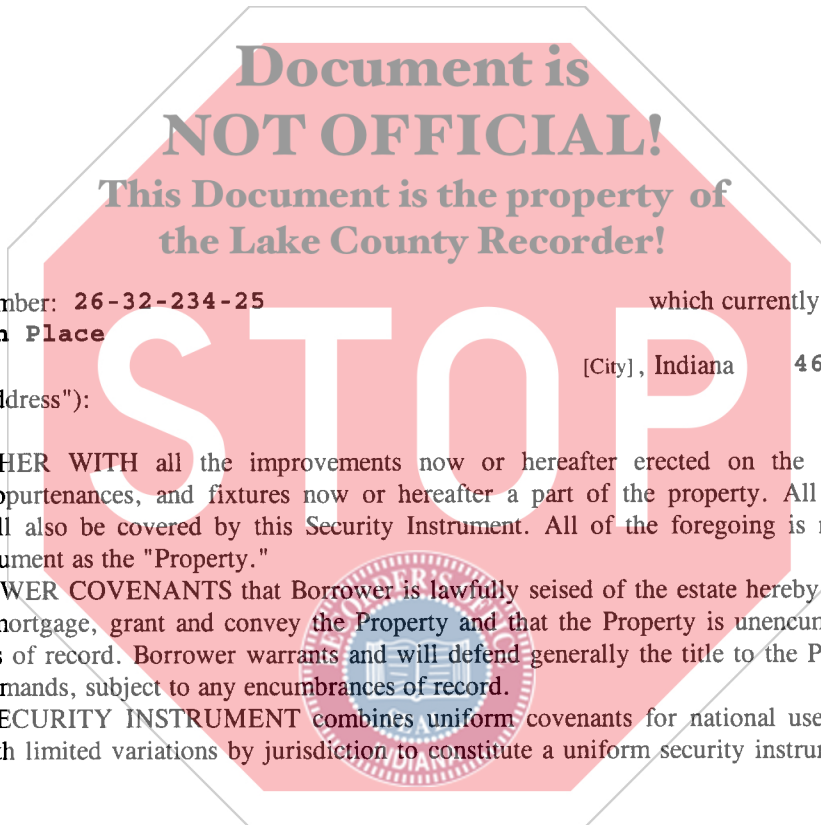 Document is
NOT OFFICIAL!
This Document is the property of
the Lake County Recorder!
mber: 26-32-234-25 which currently
n Place
[City], Indiana 46
ddress"):
STOP
HER WITH all the improvements now or hereafter erected on the
ppurtenances, and fixtures now or hereafter a part of the property. All
ll also be covered by this Security Instrument. All of the foregoing is
ument as the "Property."
WER COVENANTS that Borrower is lawfully seised of the estate hereby
mortgage, grant and convey the Property and that the Property is unencum
s of record. Borrower warrants and will defend generally the title to the P
mands, subject to any encumbrances of record.
ECURITY INSTRUMENT combines uniform covenants for national use
th limited variations by jurisdiction to constitute a uniform security instru
RECORDER'S OFFICE